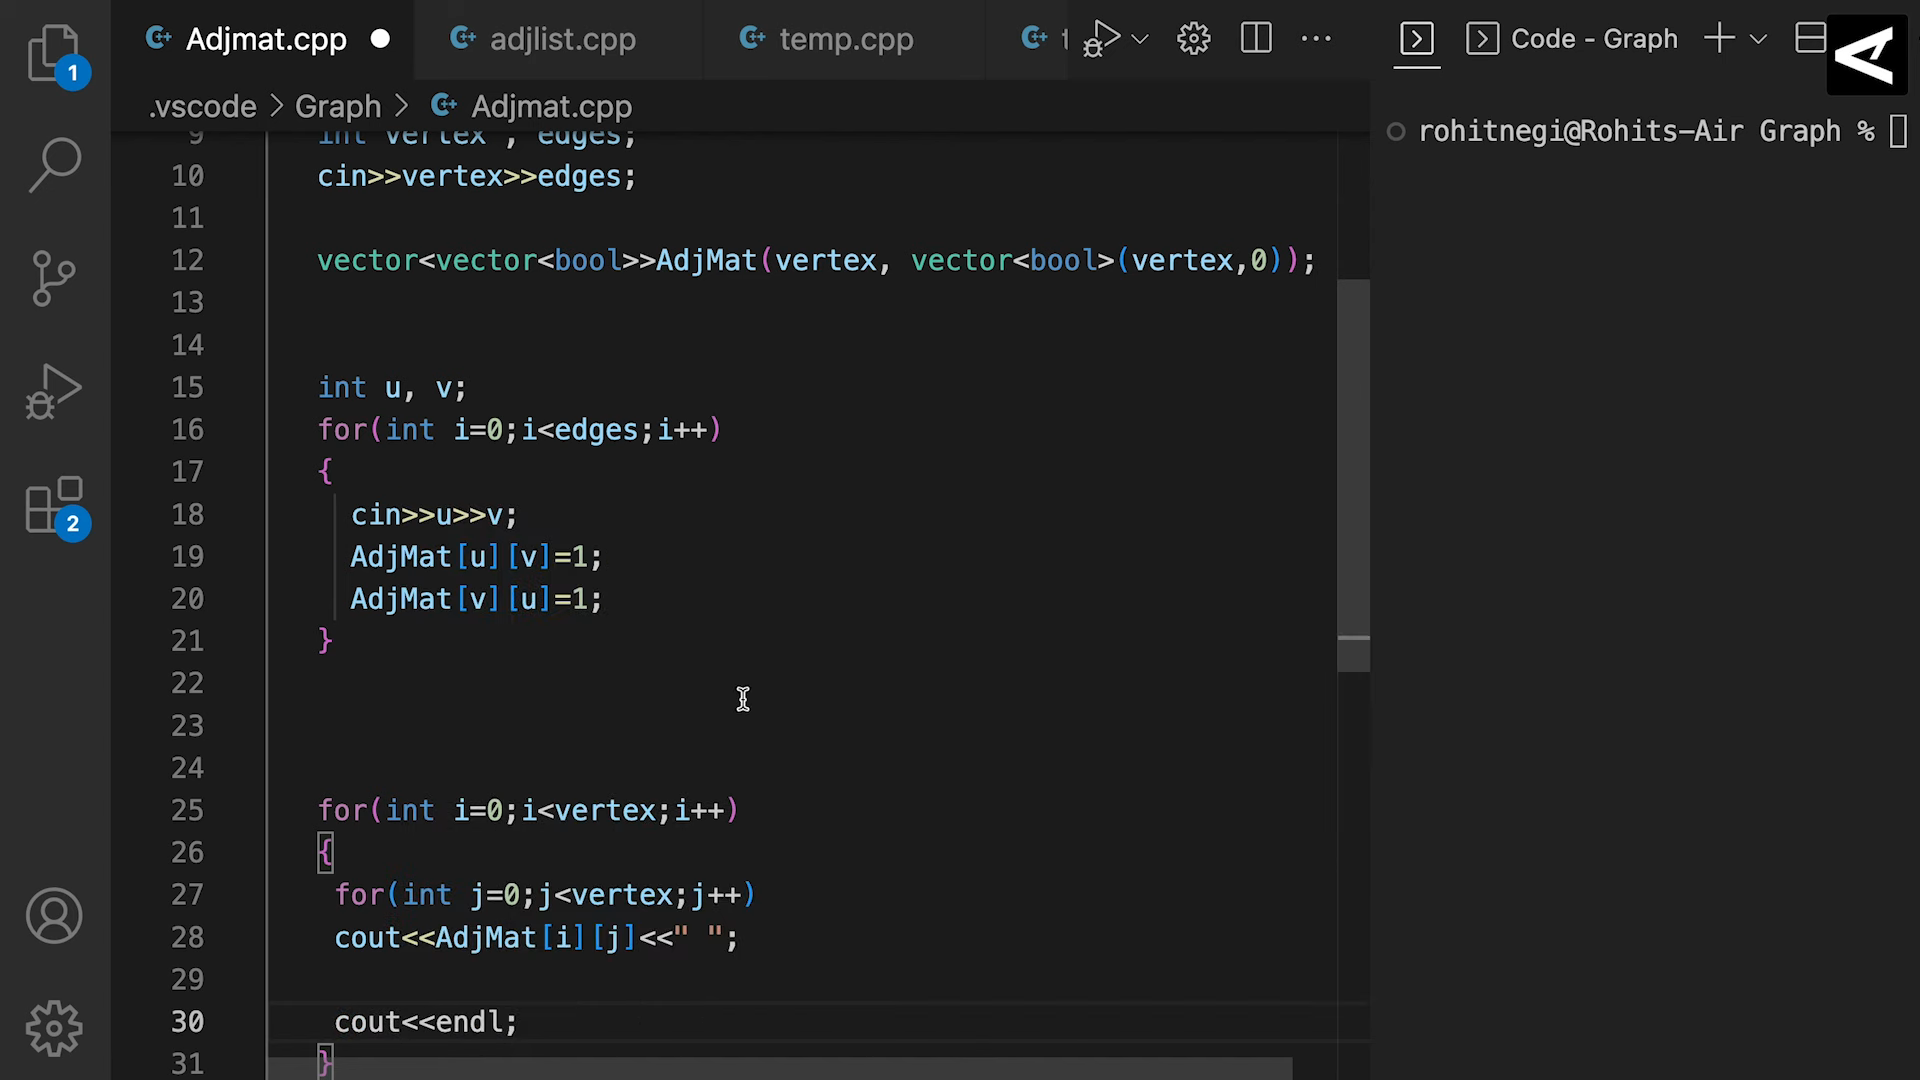 Adjmat.cpp
adjlist.cpp
temp.cpp
Code - Graph
.vscode > Graph > Adjmat.cpp
1
2
rohitnegi@Rohits-Air Graph %
9 int vertex , edges;
10 cin>>vertex>>edges;
11
12 vector<vector<bool>>AdjMat(vertex, vector<bool>(vertex,0));
13
14
15 int u, v;
16 for(int i=0;i<edges;i++)
17 {
18 cin>>u>>v;
19 AdjMat[u][v]=1;
20 AdjMat[v][u]=1;
21 }
22
23
24
25 for(int i=0;i<vertex;i++)
26 {
27 for(int j=0;j<vertex;j++)
28 cout<<AdjMat[i][j]<<" ";
29
30 cout<<endl;
31 }